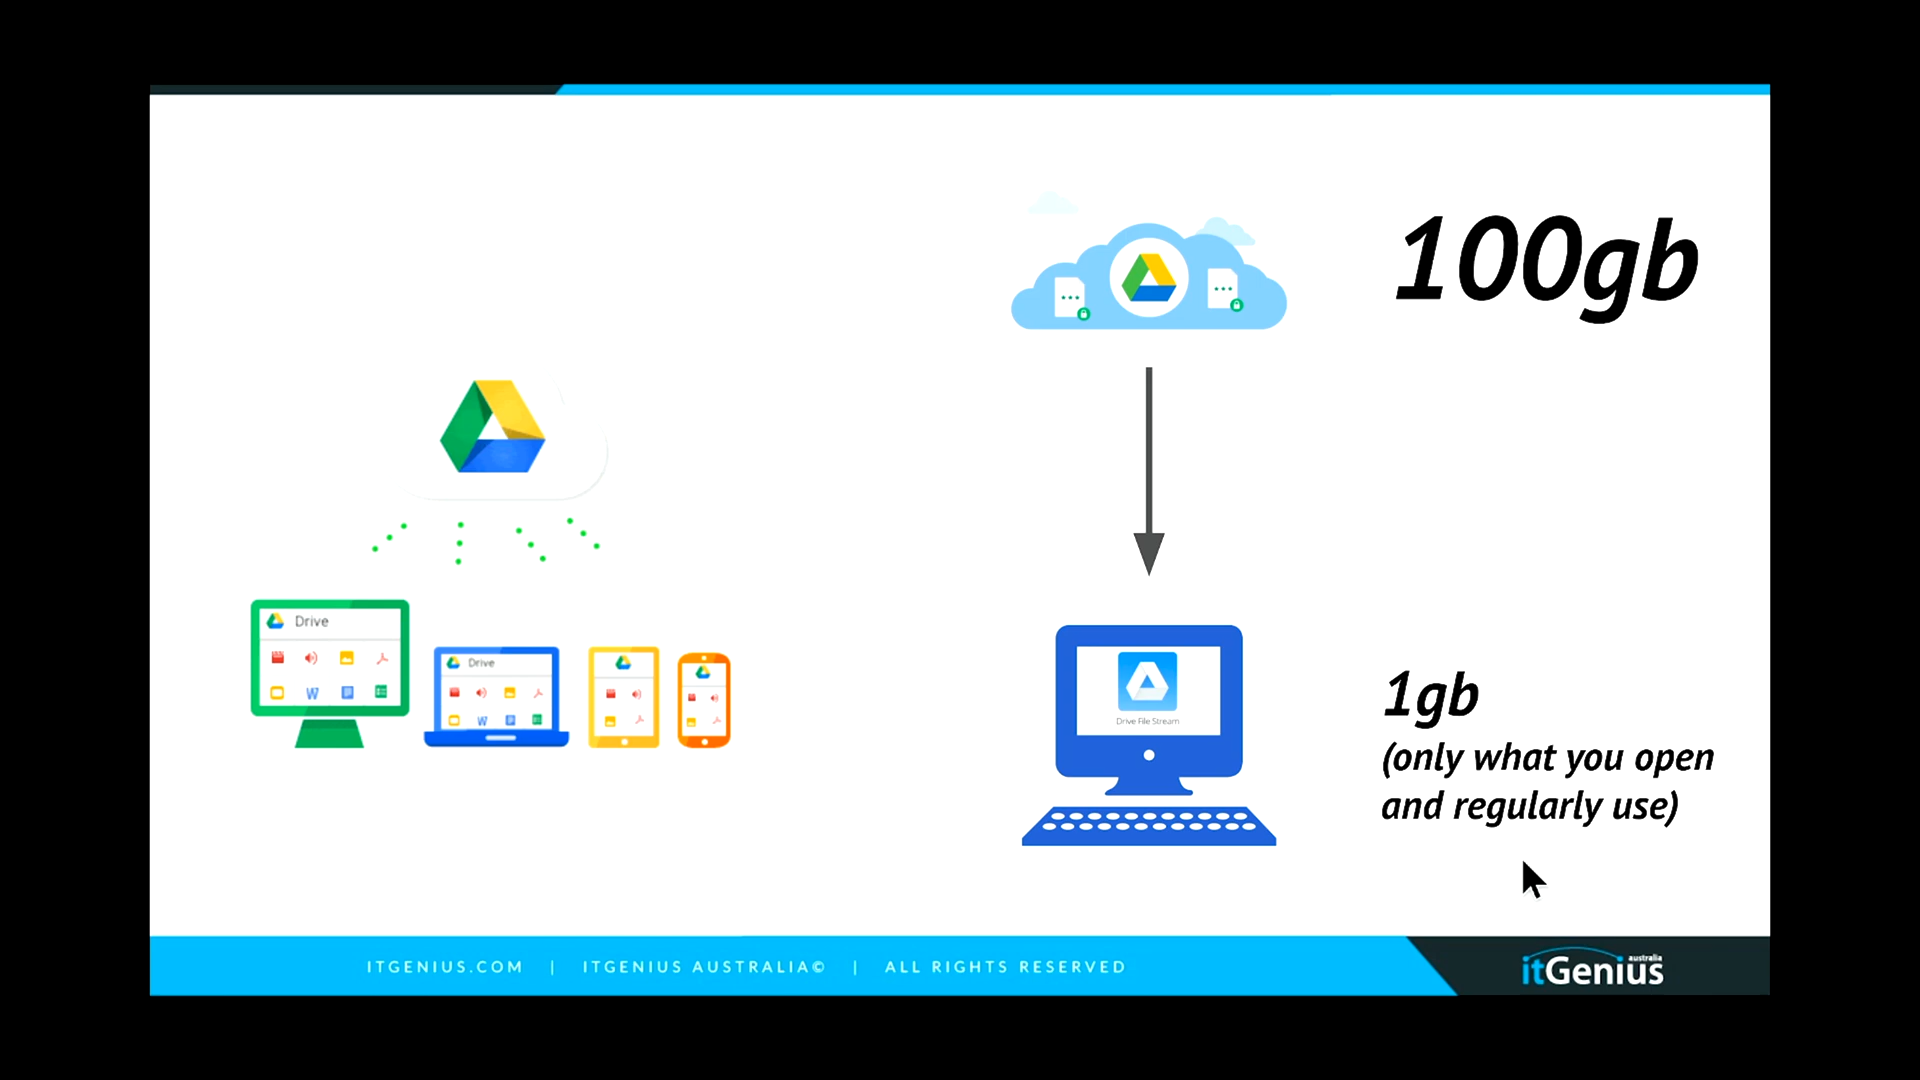 100gb
Drive
Drive
W
W
Drive File Stream
1gb
(only what you open
and regularly use)
ITGENIUS.COM | ITGENIUS AUSTRALIA© | ALL RIGHTS RESERVED
australia
itGenius